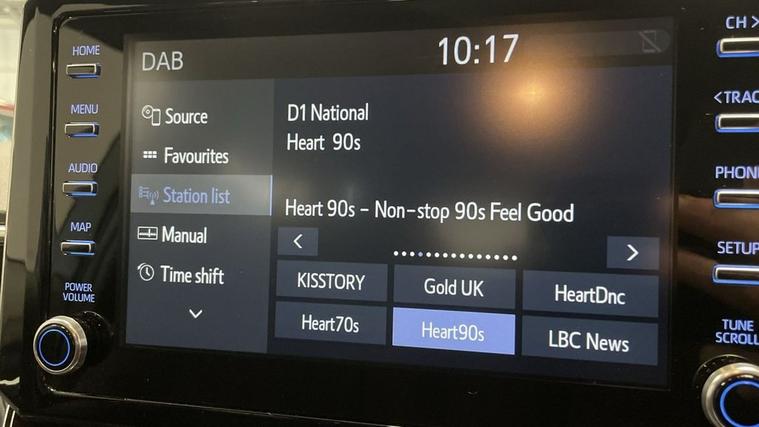 HOME
MENU
AUDIO
MAP
POWER
VOLUME
DAB
10:17
Source
Favourites
Station list
Manual
Time shift
D1 National
Heart 90s
Heart 90s - Non-stop 90s Feel Good
KISSTORY
Gold UK
HeartDnc
Heart70s
Heart90s
LBC News
CH >
< TRAC
PHON
SETUP
TUNE
SCROLL